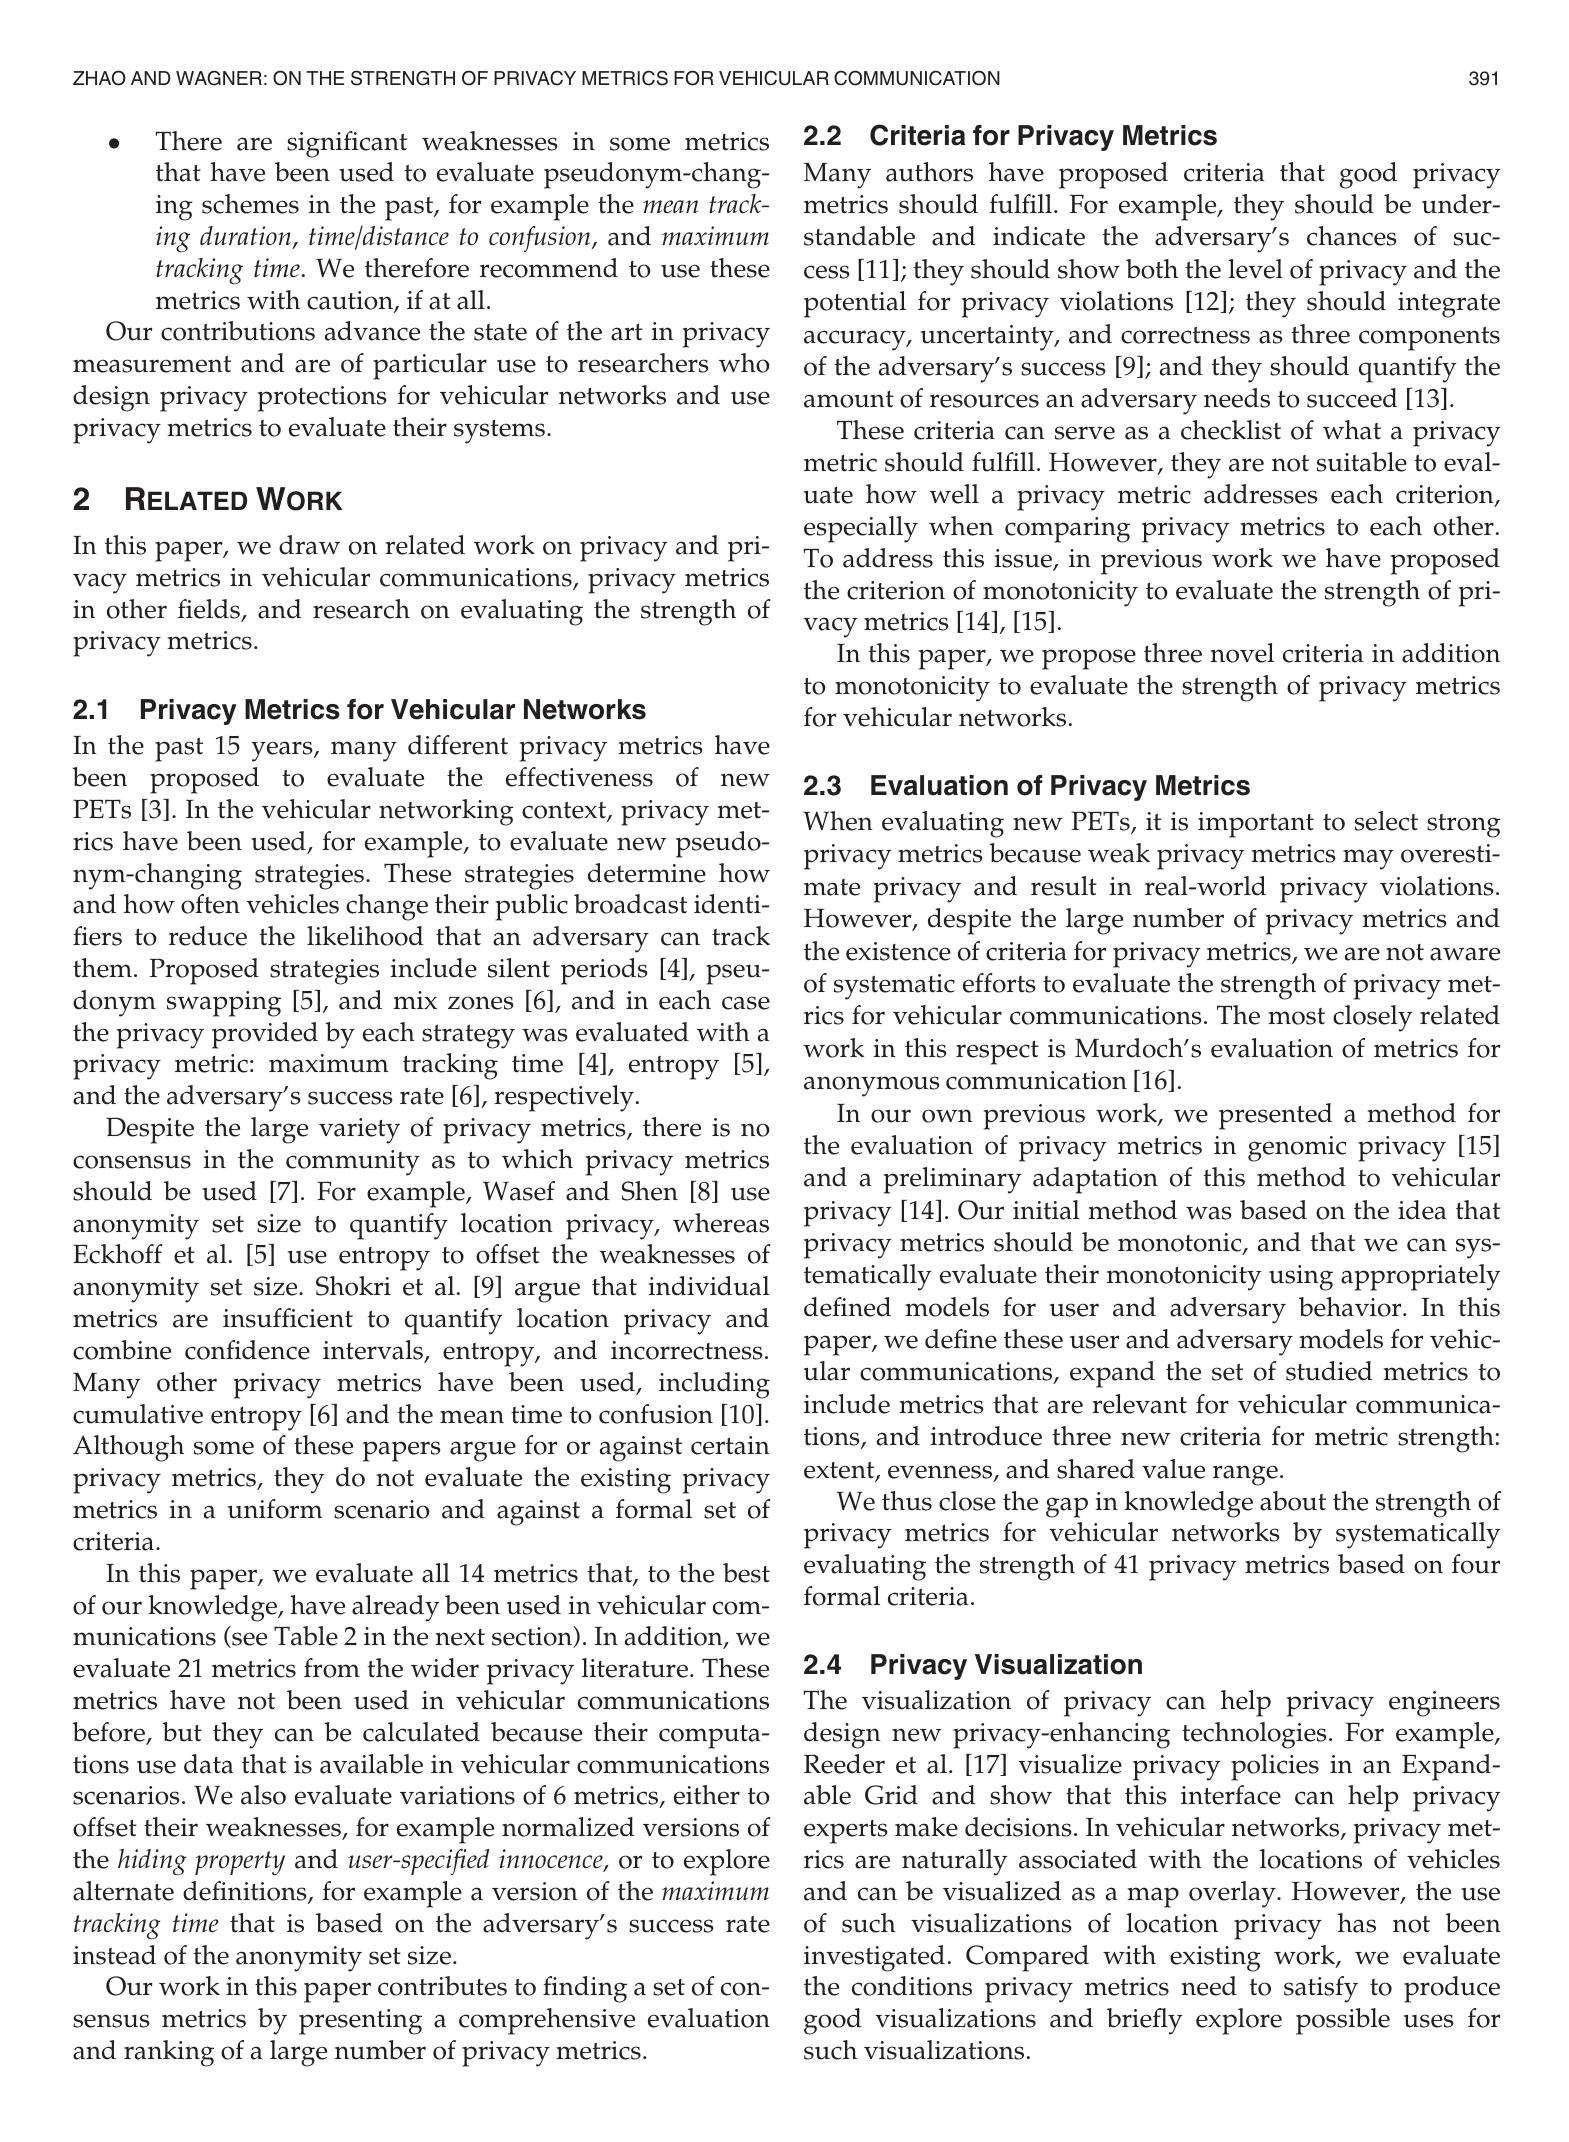 ZHAO AND WAGNER: ON THE STRENGTH OF PRIVACY METRICS FOR VEHICULAR COMMUNICATION 391
• There are significant weaknesses in some metrics
that have been used to evaluate pseudonym-chang-
ing schemes in the past, for example the mean track-
ing duration, time/distance to confusion, and maximum
tracking time. We therefore recommend to use these
metrics with caution, if at all.
Our contributions advance the state of the art in privacy
measurement and are of particular use to researchers who
design privacy protections for vehicular networks and use
privacy metrics to evaluate their systems.
2 RELATED WORK
In this paper, we draw on related work on privacy and pri-
vacy metrics in vehicular communications, privacy metrics
in other fields, and research on evaluating the strength of
privacy metrics.
2.1 Privacy Metrics for Vehicular Networks
In the past 15 years, many different privacy metrics have
been proposed to evaluate the effectiveness of new
PETs [3]. In the vehicular networking context, privacy met-
rics have been used, for example, to evaluate new pseudo-
nym-changing strategies. These strategies determine how
and how often vehicles change their public broadcast identi-
fiers to reduce the likelihood that an adversary can track
them. Proposed strategies include silent periods [4], pseu-
donym swapping [5], and mix zones [6], and in each case
the privacy provided by each strategy was evaluated with a
privacy metric: maximum tracking time [4], entropy [5],
and the adversary's success rate [6], respectively.
Despite the large variety of privacy metrics, there is no
consensus in the community as to which privacy metrics
should be used [7]. For example, Wasef and Shen [8] use
anonymity set size to quantify location privacy, whereas
Eckhoff et al. [5] use entropy to offset the weaknesses of
anonymity set size. Shokri et al. [9] argue that individual
metrics are insufficient to quantify location privacy and
combine confidence intervals, entropy, and incorrectness.
Many other privacy metrics have been used, including
cumulative entropy [6] and the mean time to confusion [10].
Although some of these papers argue for or against certain
privacy metrics, they do not evaluate the existing privacy
metrics in a uniform scenario and against a formal set of
criteria.
In this paper, we evaluate all 14 metrics that, to the best
of our knowledge, have already been used in vehicular com-
munications (see Table 2 in the next section). In addition, we
evaluate 21 metrics from the wider privacy literature. These
metrics have not been used in vehicular communications
before, but they can be calculated because their computa-
tions use data that is available in vehicular communications
scenarios. We also evaluate variations of 6 metrics, either to
offset their weaknesses, for example normalized versions of
the hiding property and user-specified innocence, or to explore
alternate definitions, for example a version of the maximum
tracking time that is based on the adversary's success rate
instead of the anonymity set size.
Our work in this paper contributes to finding a set of con-
sensus metrics by presenting a comprehensive evaluation
and ranking of a large number of privacy metrics.
2.2 Criteria for Privacy Metrics
Many authors have proposed criteria that good privacy
metrics should fulfill. For example, they should be under-
standable and indicate the adversary's chances of suc-
cess [11]; they should show both the level of privacy and the
potential for privacy violations [12]; they should integrate
accuracy, uncertainty, and correctness as three components
of the adversary's success [9]; and they should quantify the
amount of resources an adversary needs to succeed [13].
These criteria can serve as a checklist of what a privacy
metric should fulfill. However, they are not suitable to eval-
uate how well a privacy metric addresses each criterion,
especially when comparing privacy metrics to each other.
To address this issue, in previous work we have proposed
the criterion of monotonicity to evaluate the strength of pri-
vacy metrics [14], [15].
In this paper, we propose three novel criteria in addition
to monotonicity to evaluate the strength of privacy metrics
for vehicular networks.
2.3 Evaluation of Privacy Metrics
When evaluating new PETs, it is important to select strong
privacy metrics because weak privacy metrics may overesti-
mate privacy and result in real-world privacy violations.
However, despite the large number of privacy metrics and
the existence of criteria for privacy metrics, we are not aware
of systematic efforts to evaluate the strength of privacy met-
rics for vehicular communications. The most closely related
work in this respect is Murdoch's evaluation of metrics for
anonymous communication [16].
In our own previous work, we presented a method for
the evaluation of privacy metrics in genomic privacy [15]
and a preliminary adaptation of this method to vehicular
privacy [14]. Our initial method was based on the idea that
privacy metrics should be monotonic, and that we can sys-
tematically evaluate their monotonicity using appropriately
defined models for user and adversary behavior. In this
paper, we define these user and adversary models for vehic-
ular communications, expand the set of studied metrics to
include metrics that are relevant for vehicular communica-
tions, and introduce three new criteria for metric strength:
extent, evenness, and shared value range.
We thus close the gap in knowledge about the strength of
privacy metrics for vehicular networks by systematically
evaluating the strength of 41 privacy metrics based on four
formal criteria.
2.4 Privacy Visualization
The visualization of privacy can help privacy engineers
design new privacy-enhancing technologies. For example,
Reeder et al. [17] visualize privacy policies in an Expand-
able Grid and show that this interface can help privacy
experts make decisions. In vehicular networks, privacy met-
rics are naturally associated with the locations of vehicles
and can be visualized as a map overlay. However, the use
of such visualizations of location privacy has not been
investigated. Compared with existing work, we evaluate
the conditions privacy metrics need to satisfy to produce
good visualizations and briefly explore possible uses for
such visualizations.